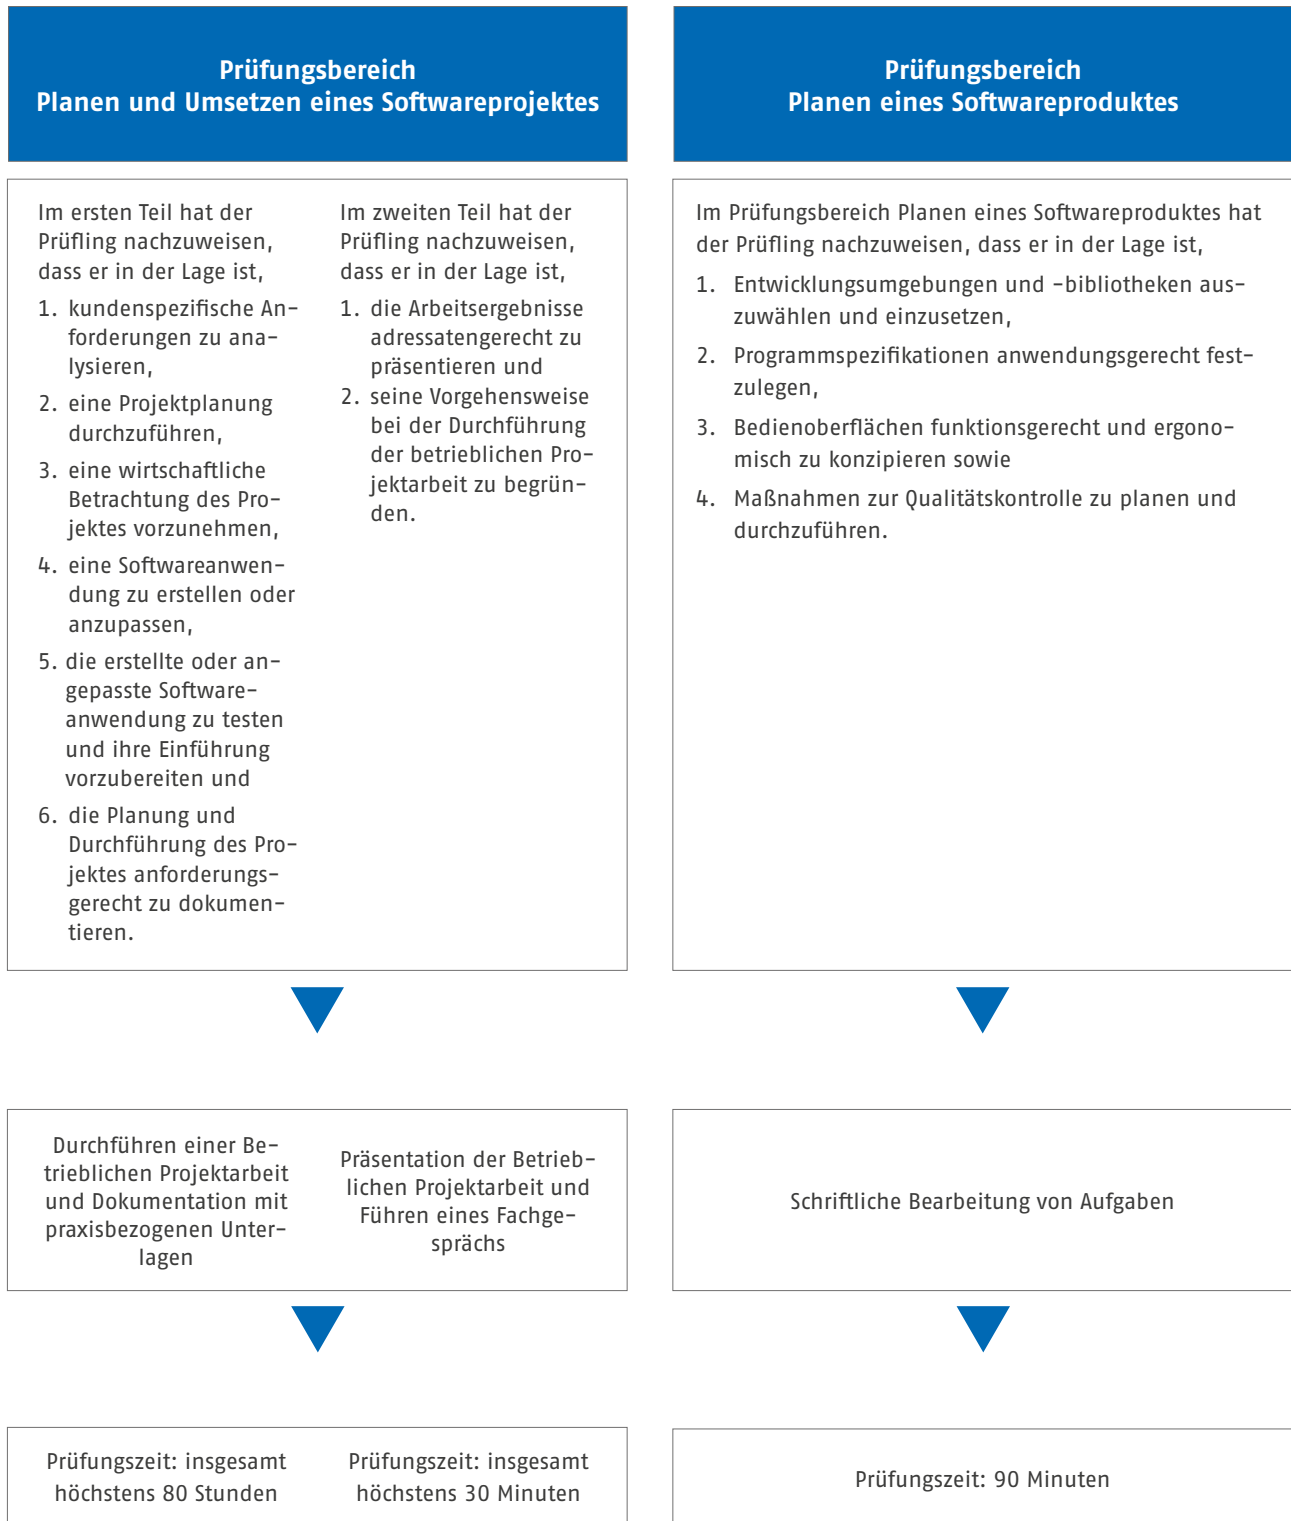 Prüfungsbereich
Planen und Umsetzen eines Softwareprojektes
Im ersten Teil hat der
Prüfling nachzuweisen,
dass er in der Lage ist,
1. kundenspezifische An-
forderungen zu ana-
lysieren,
2. eine Projektplanung
durchzuführen,
3. eine wirtschaftliche
Betrachtung des Pro-
jektes vorzunehmen,
4. eine Softwareanwen-
dung zu erstellen oder
anzupassen,
5. die erstellte oder an-
gepasste Software-
anwendung zu testen
und ihre Einführung
vorzubereiten und
6. die Planung und
Durchführung des Pro-
jektes anforderungs-
gerecht zu dokumen-
tieren.
Im zweiten Teil hat der
Prüfling nachzuweisen,
dass er in der Lage ist,
1. die Arbeitsergebnisse
adressatengerecht zu
präsentieren und
2. seine Vorgehensweise
bei der Durchführung
der betrieblichen Pro-
jektarbeit zu begrün-
den.
Durchführen einer Be-
trieblichen Projektarbeit
und Dokumentation mit
praxisbezogenen Unter-
lagen
Präsentation der Betrieb-
lichen Projektarbeit und
Führen eines Fachge-
sprächs
Prüfungszeit: insgesamt
höchstens 80 Stunden
Prüfungszeit: insgesamt
höchstens 30 Minuten
Prüfungsbereich
Planen eines Softwareproduktes
Im Prüfungsbereich Planen eines Softwareproduktes hat
der Prüfling nachzuweisen, dass er in der Lage ist,
1. Entwicklungsumgebungen und -bibliotheken aus-
zuwählen und einzusetzen,
2. Programmspezifikationen anwendungsgerecht fest-
zulegen,
3. Bedienoberflächen funktionsgerecht und ergono-
misch zu konzipieren sowie
4. Maßnahmen zur Qualitätskontrolle zu planen und
durchzuführen.
Schriftliche Bearbeitung von Aufgaben
Prüfungszeit: 90 Minuten